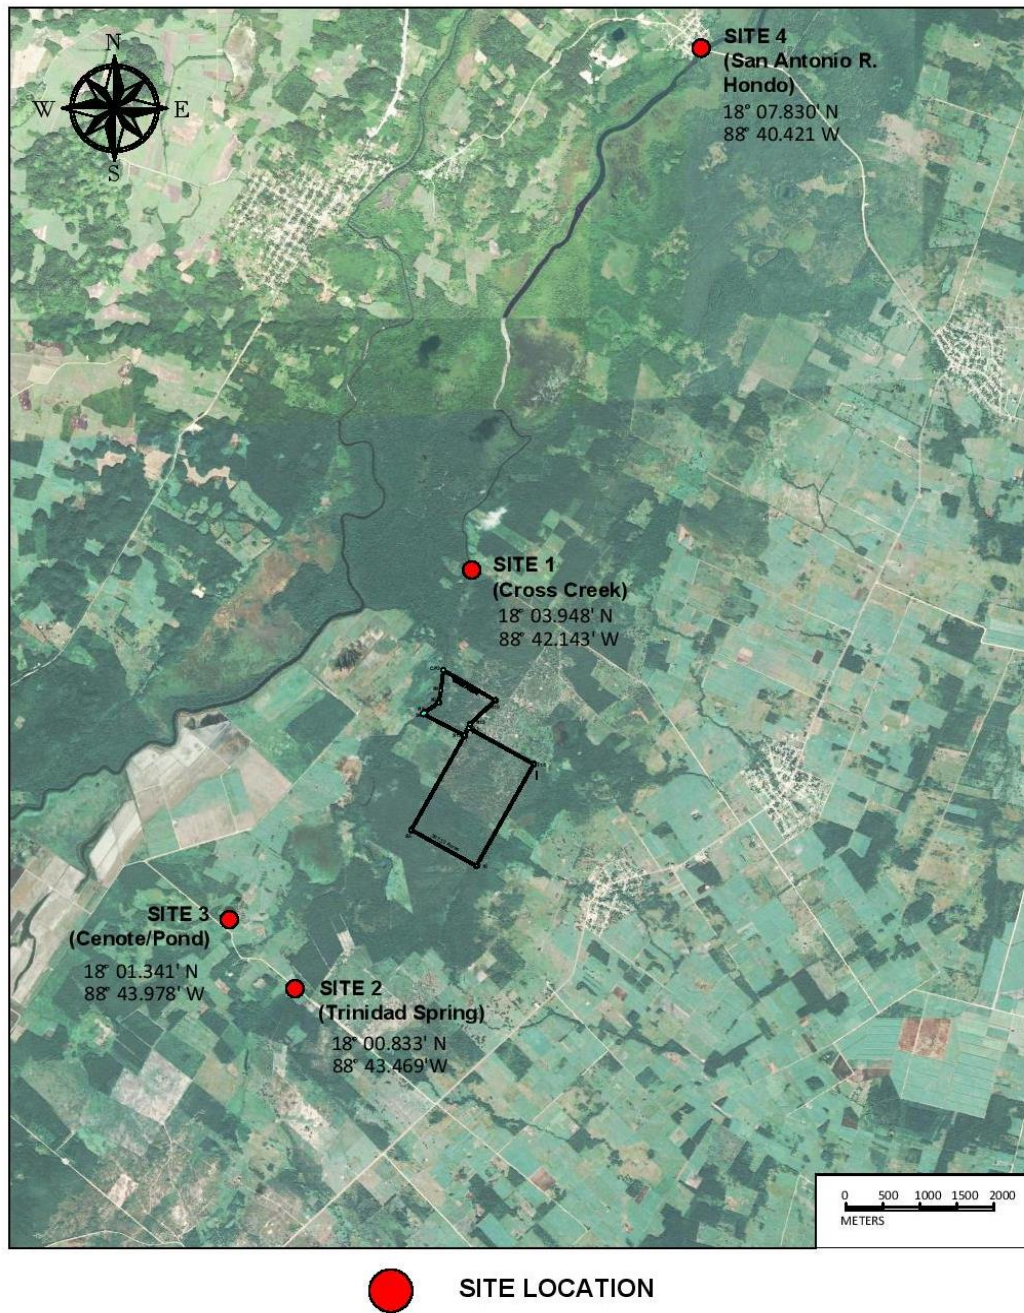 N
W
E
S
SITE 4
(San Antonio R.
Hondo)
18° 07.830' N
88° 40.421 W
SITE 1
(Cross Creek)
18° 03.948' N
88° 42.143' W
SITE 3
(Cenote/Pond)
18° 01.341' N
88° 43.978' W
SITE 2
(Trinidad Spring)
18° 00.833' N
88° 43.469'W
0 500 1000 1500 2000
METERS
SITE LOCATION